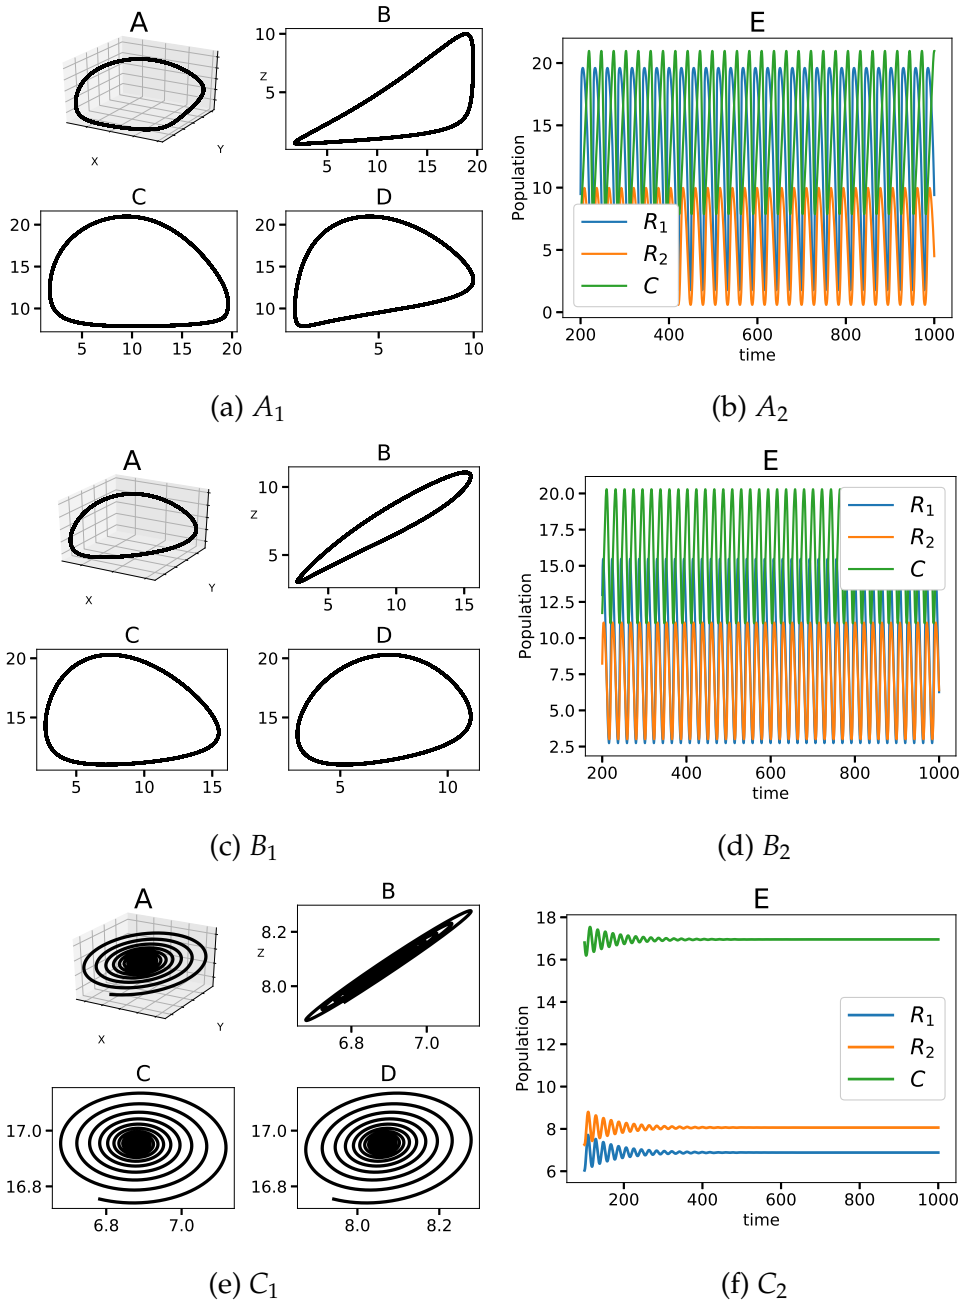 A
X
Y
B
10
Z
5
5 10 15 20
C
20
15
10
5 10 15 20
D
20
15
10
5 10
E
20
15
10
5
0
Population
R1
R2
C
200 400 600 800 1000
time
(a) A1
(b) A2
A
X
Y
B
10
Z
5
5 10 15
C
20
15
5 10 15
D
5 10
E
20.0
17.5
15.0
12.5
10.0
7.5
5.0
2.5
Population
R1
R2
C
200 400 600 800 1000
time
(c) B1
(d) B2
A
X
Y
B
8.2
Z
8.0
6.8 7.0
C
17.0
16.8
6.8 7.0
D
17.0
16.8
8.0 8.2
E
18
16
14
12
10
8
6
Population
R1
R2
C
200 400 600 800 1000
time
(e) C1
(f) C2